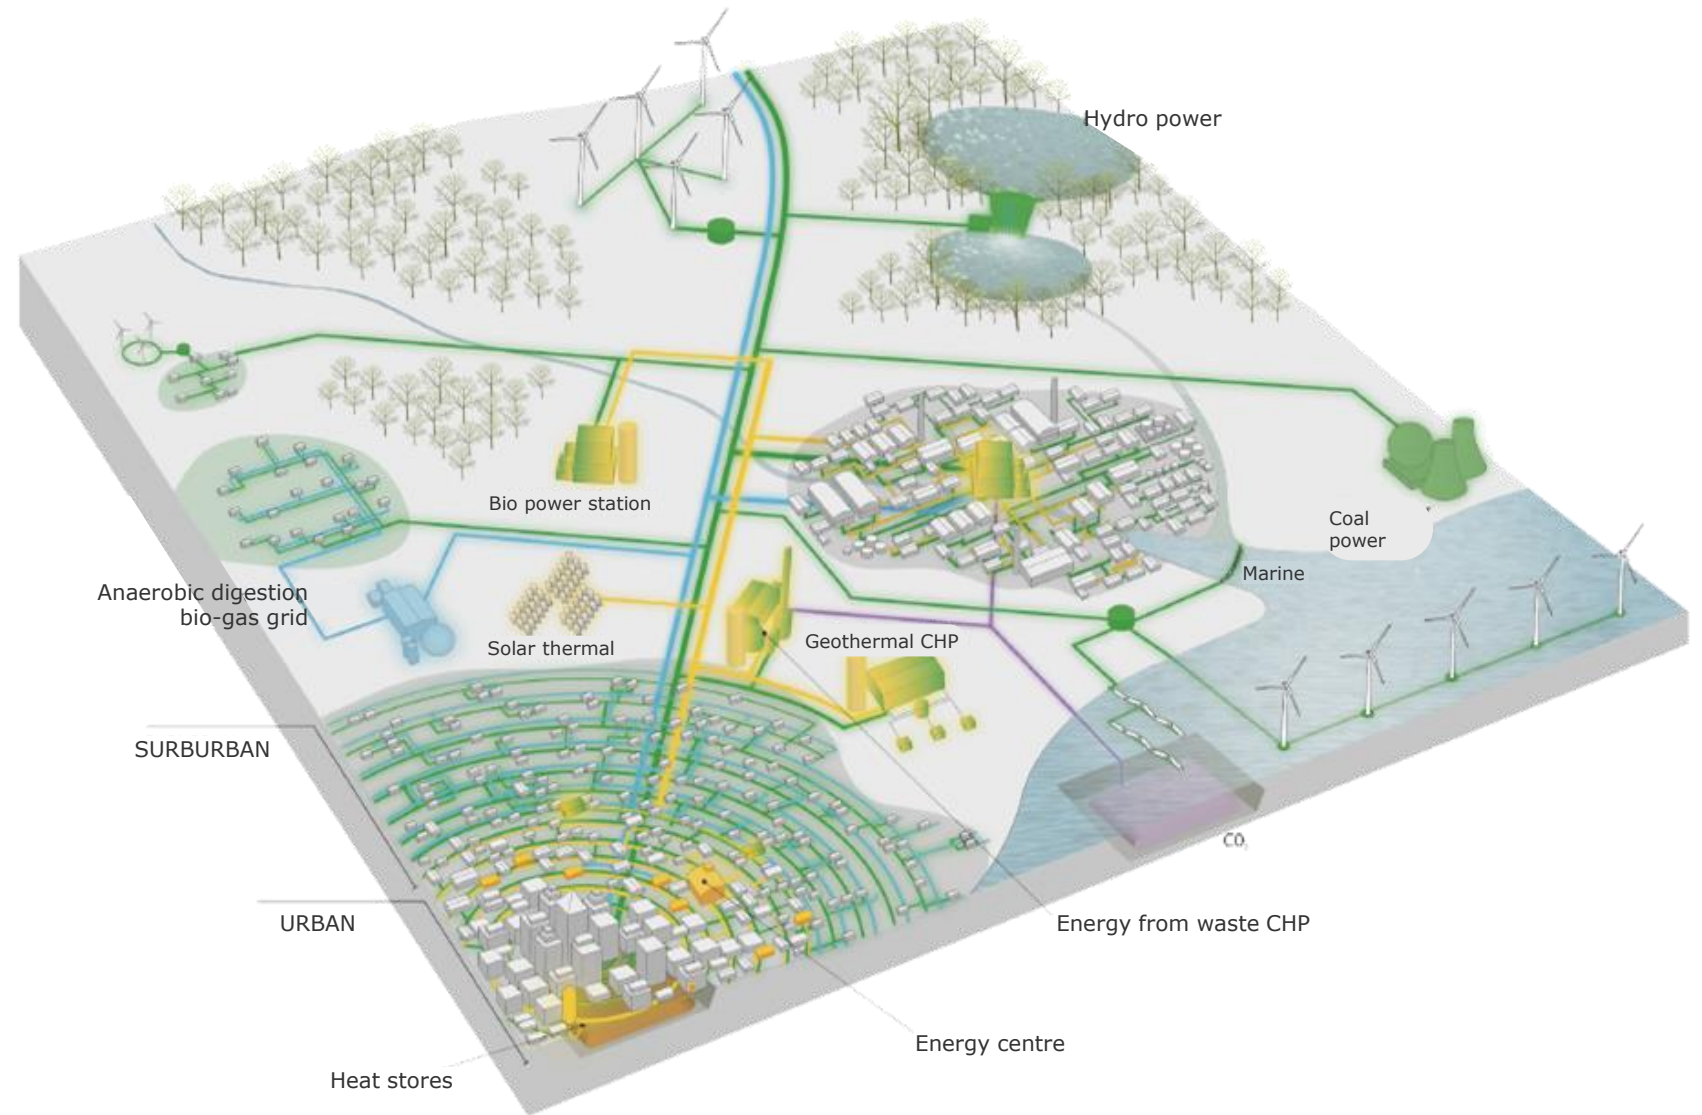 Hydro power
Bio power station
Coal
power
Marine
Anaerobic digestion
bio-gas grid
Solar thermal
Geothermal CHP
SURBURBAN
CO₂
URBAN
Energy from waste CHP
Energy centre
Heat stores